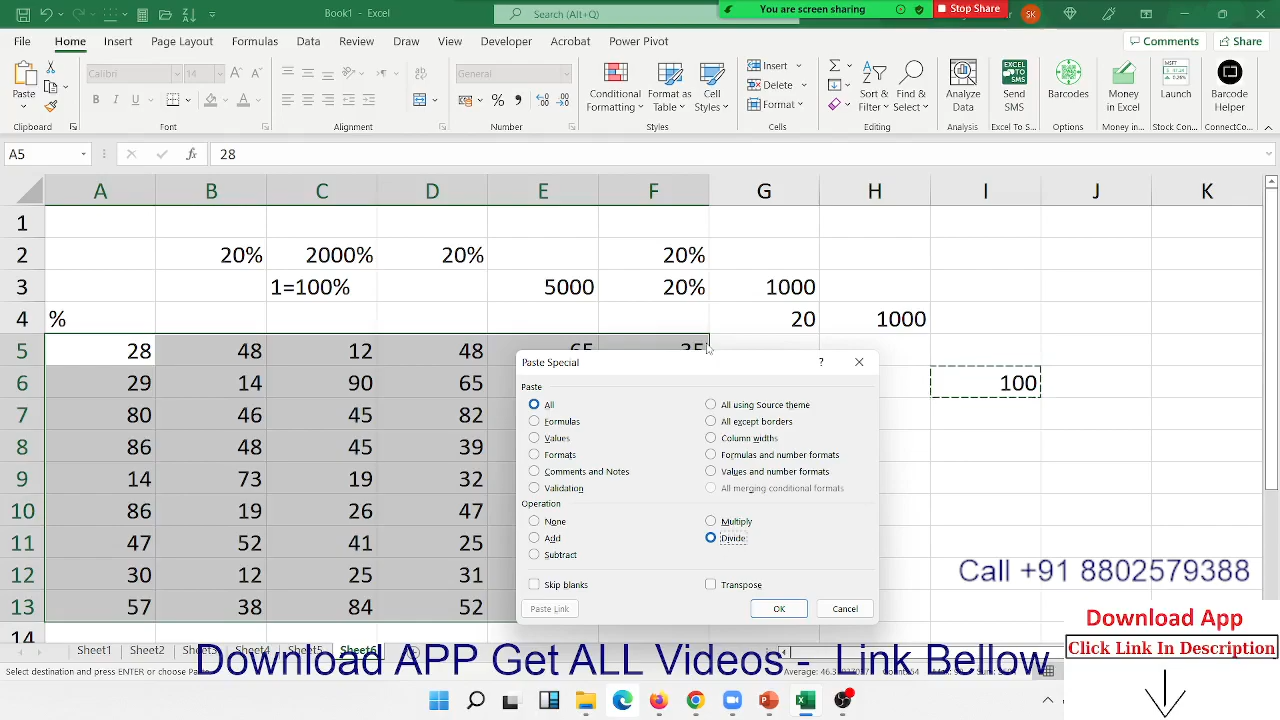 Book1 - Excel
Search (Alt+Q)
You are screen sharing
Stop Share
SK
File Home Insert Page Layout Formulas Data Review View Draw Developer Acrobat Power Pivot
Comments Share
Paste
Calibri 14
General
Conditional Formatting
Format as Table
Cell Styles
Insert
Delete
Format
Sort & Filter
Find & Select
Analyze Data
Send SMS
Barcodes
Money in Excel
Launch
Barcode Helper
Clipboard Font Alignment Number Styles Cells Editing Analysis Excel To S... Options Money in... Stock Con... ConnectCo...
A5 fx 28
A B C D E F G H I J K
1
2 20% 2000% 20% 20%
3 1=100% 5000 20% 1000
4 % 20 1000
5 28 48 12 48 65 35
6 29 14 90 65 100
7 80 46 45 82
8 86 48 45 39
9 14 73 19 32
10 86 19 26 47
11 47 52 41 25
12 30 12 25 31
13 57 38 84 52
14
Paste Special ?
Paste
All All using Source theme
Formulas All except borders
Values Column widths
Formats Formulas and number formats
Comments and Notes Values and number formats
Validation All merging conditional formats
Operation
None Multiply
Add Divide
Subtract
Skip blanks Transpose
Paste Link OK Cancel
Call +91 8802579388
Download App
Click Link In Description
Sheet1 Sheet2 Sheet3 Sheet4 Sheet5 Sheet6
Download APP Get ALL Videos - Link Bellow
Select destination and press ENTER or choose Paste